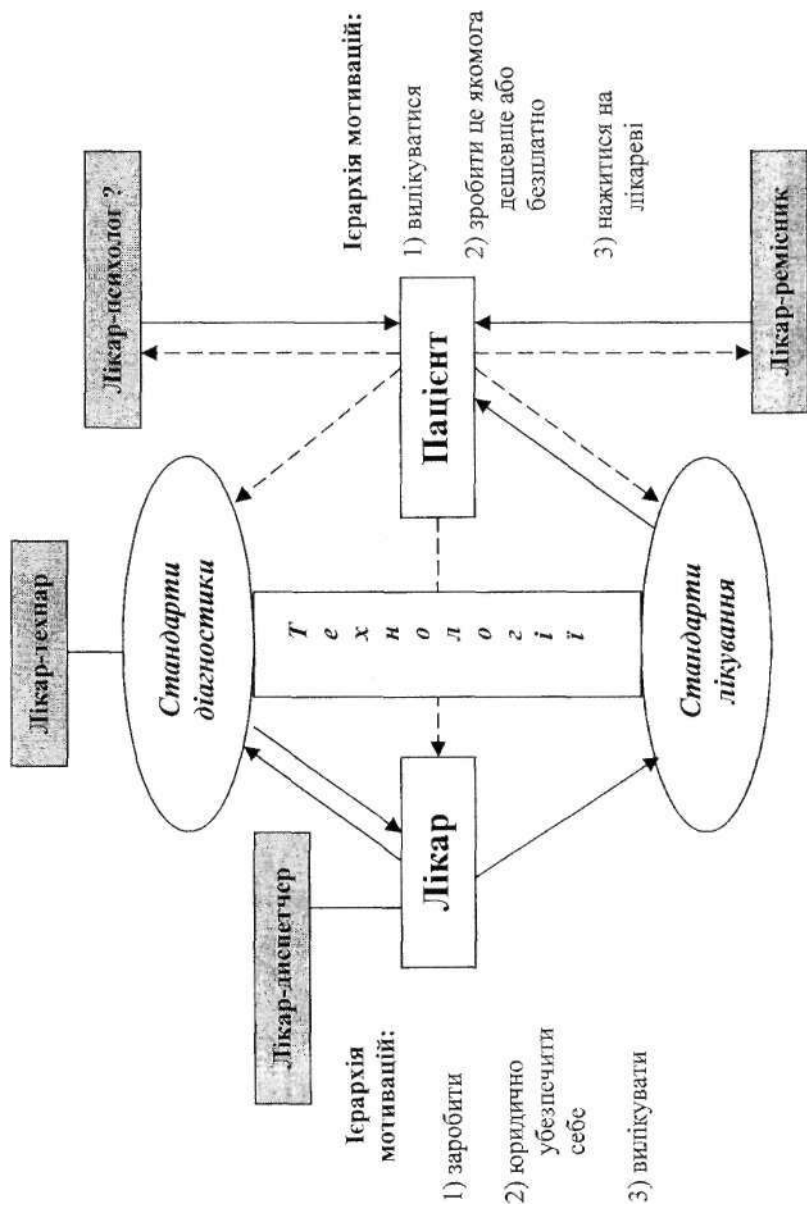 Лікар-технар
Лікар-диспетчер
Лікар-психолог ?
Стандарти
діагностики
Ієрархія
мотивацій:
1) заробити
2) юридично
убезпечити
себе
3) вилікувати
Лікар
Технології
Пацієнт
Ієрархія мотивацій:
1) вилікуватися
2) зробити це якомога
дешевше або
безплатно
3) нажитися на
лікареві
Стандарти
лікування
Лікар-ремісник